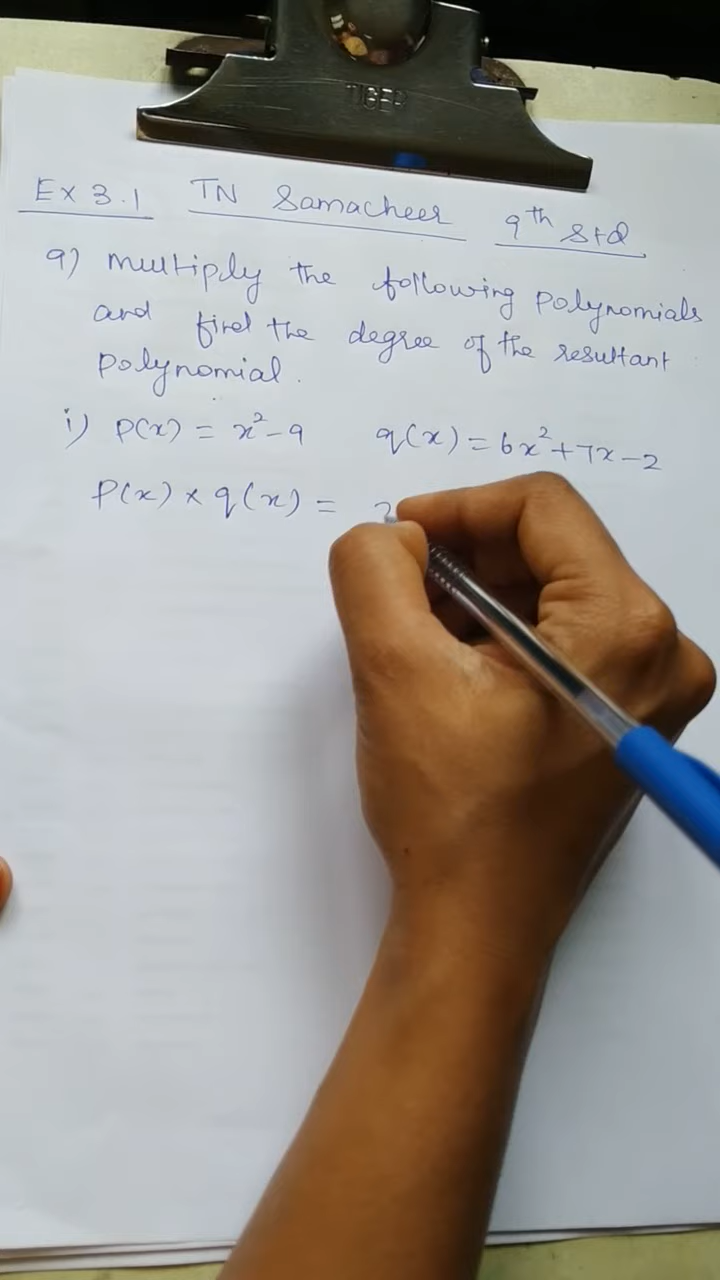 TIGER
Ex 3.1 TN Samacheer 9th std
9) Multiply the following polynomials
and find the degree of the resultant
polynomial.
i) P(x) = x²-9 q(x) = 6x²+7x-2
P(x) × q(x) =